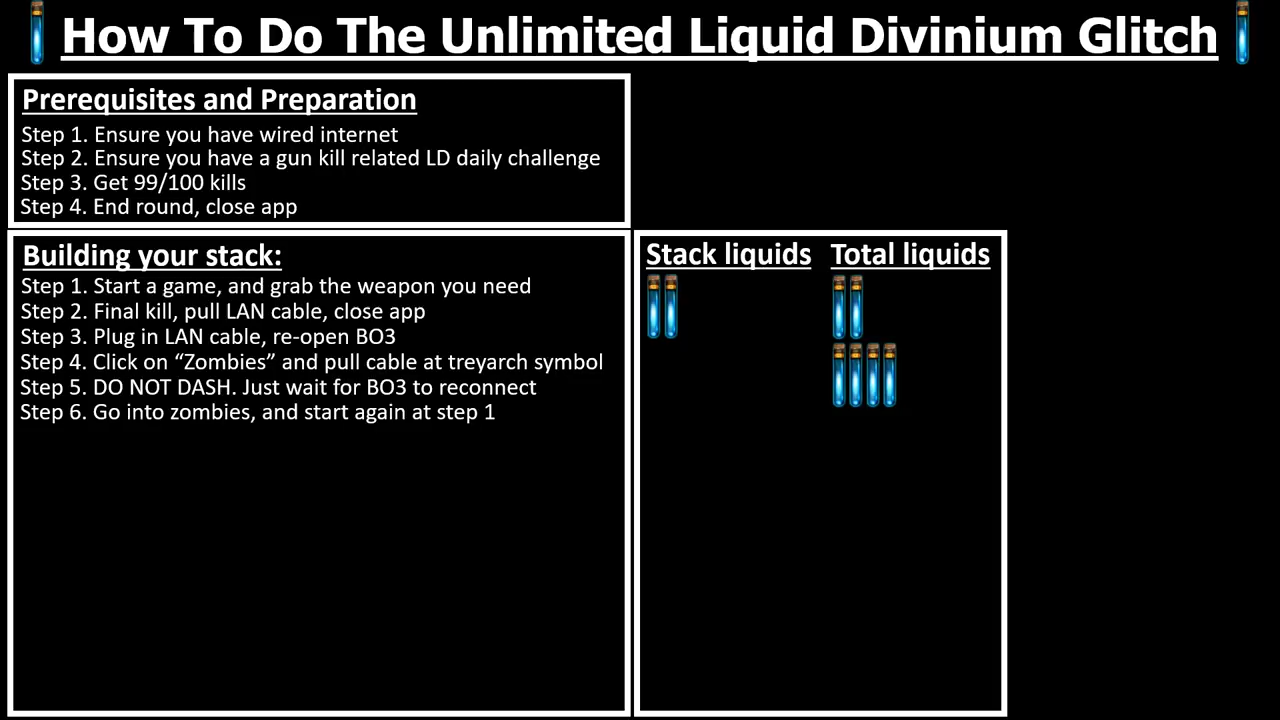 How To Do The Unlimited Liquid Divinium Glitch
Prerequisites and Preparation
Step 1. Ensure you have wired internet
Step 2. Ensure you have a gun kill related LD daily challenge
Step 3. Get 99/100 kills
Step 4. End round, close app
Building your stack:
Step 1. Start a game, and grab the weapon you need
Step 2. Final kill, pull LAN cable, close app
Step 3. Plug in LAN cable, re-open BO3
Step 4. Click on “Zombies” and pull cable at treyarch symbol
Step 5. DO NOT DASH. Just wait for BO3 to reconnect
Step 6. Go into zombies, and start again at step 1
Stack liquids
Total liquids